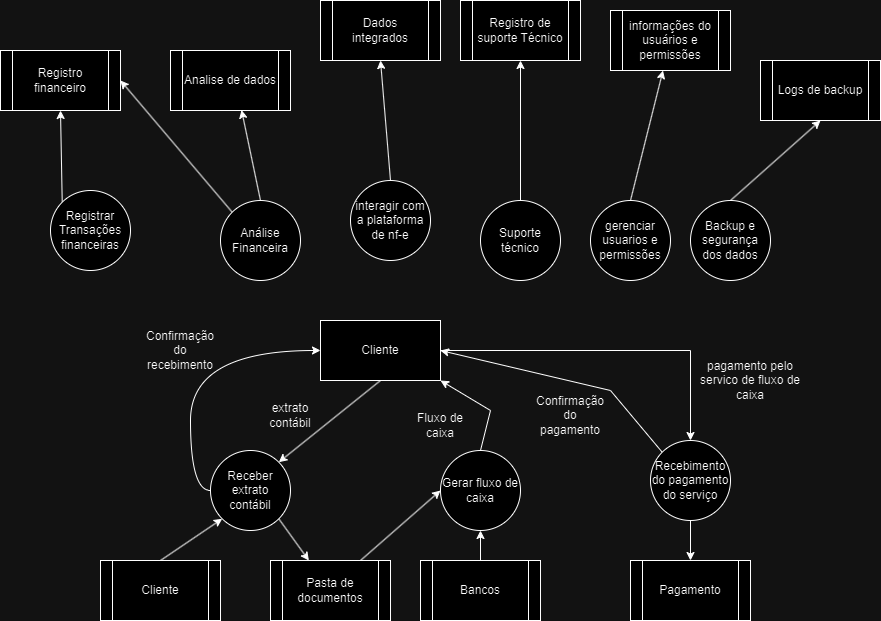 Dados
integrados
Registro de
suporte Técnico
informações do
usuários e
permissões
Registro
financeiro
Analise de dados
Logs de backup
Registrar
Transações
financeiras
Análise
Financeira
interagir com
a plataforma
de nf-e
Suporte
técnico
gerenciar
usuarios e
permissões
Backup e
segurança
dos dados
Confirmação
do
recebimento
Cliente
pagamento pelo
servico de fluxo de
caixa
extrato
contábil
Fluxo de
caixa
Confirmação
do
pagamento
Receber
extrato
contábil
Gerar fluxo de
caixa
Recebimento
do pagamento
do serviço
Cliente
Pasta de
documentos
Bancos
Pagamento